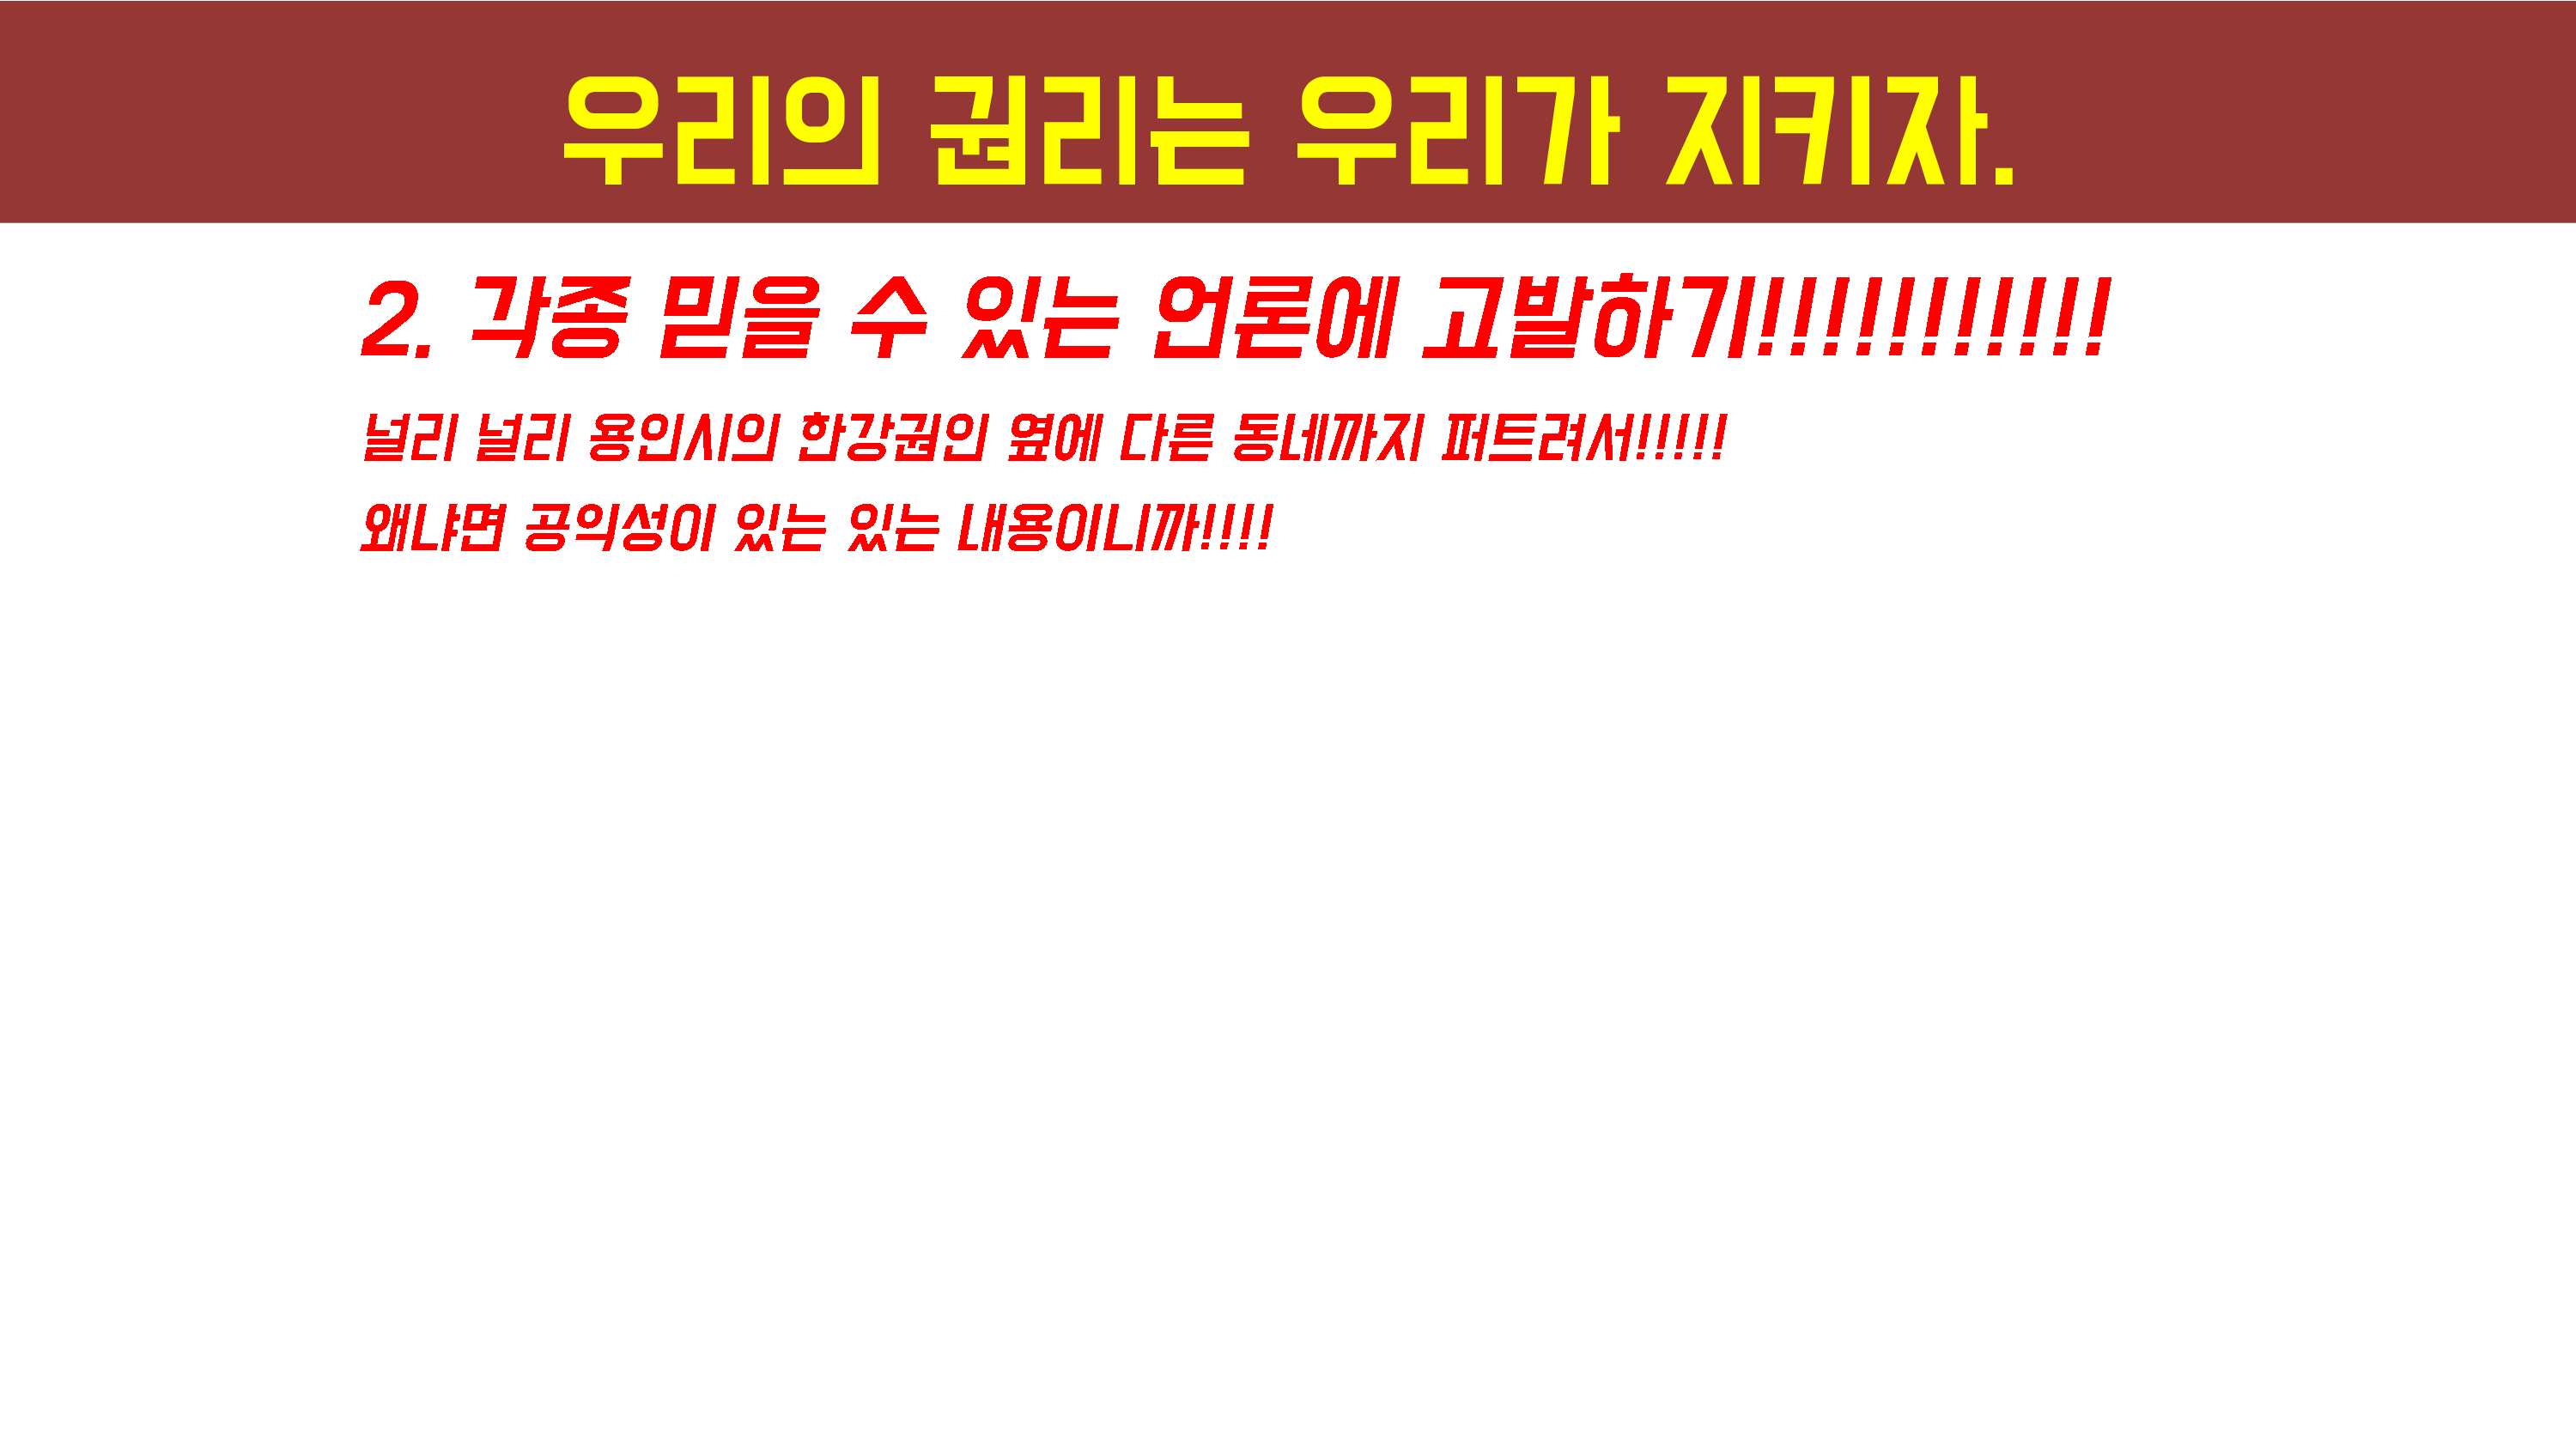 우리의 권리는 우리가 지키자.
2. 각종 믿을 수 있는 언론에 고발하기!!!!!!!!!!!
널리 널리 용인시의 한강권인 옆에 다른 동네까지 퍼트려서!!!!!
왜냐면 공익성이 있는 있는 내용이니까!!!!